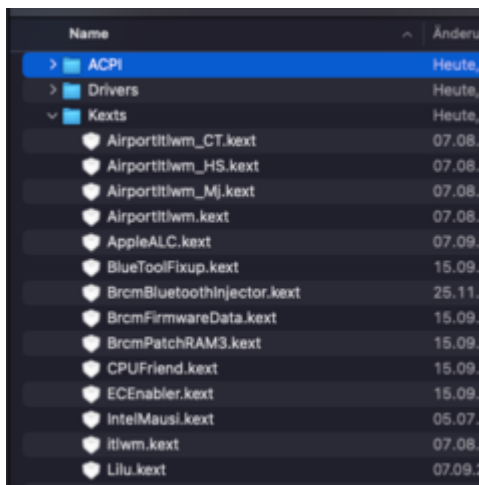 Name Änderu
ACPI Heute,
Drivers Heute,
Kexts Heute,
AirportItlwm_CT.kext 07.08.
AirportItlwm_HS.kext 07.08.
AirportItlwm_Mj.kext 07.08.
AirportItlwm.kext 07.08.
AppleALC.kext 07.09.
BlueToolFixup.kext 15.09.
BrcmBluetoothInjector.kext 25.11.
BrcmFirmwareData.kext 15.09.
BrcmPatchRAM3.kext 15.09.
CPUFriend.kext 15.09.
ECEnabler.kext 15.09.
IntelMausi.kext 05.07.
itlwm.kext 07.08.
Lilu.kext 07.09.